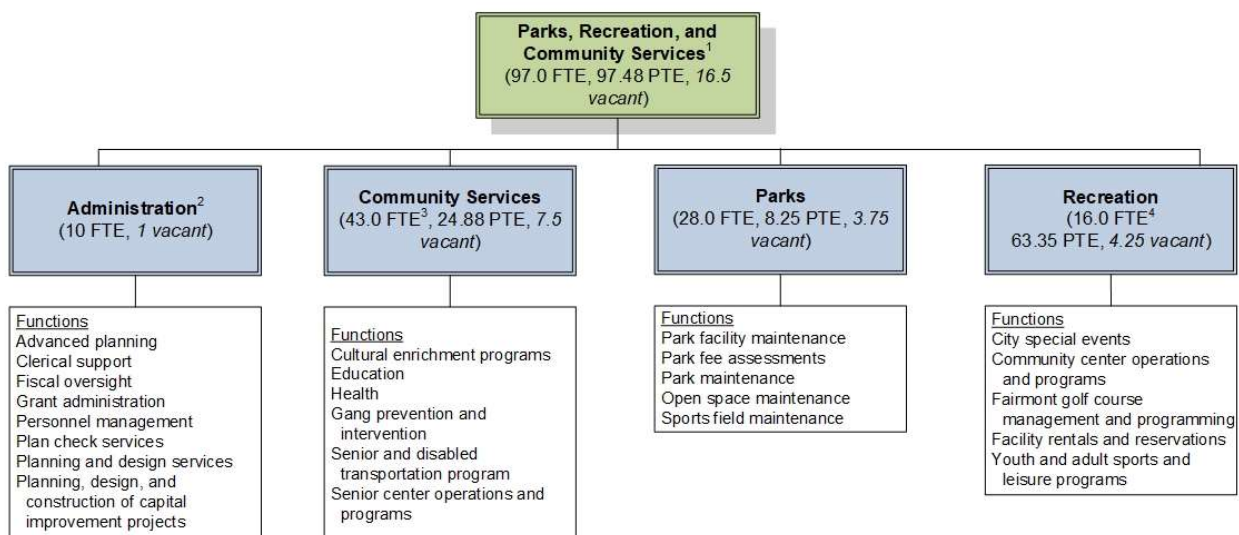 Parks, Recreation, and
Community Services¹
(97.0 FTE, 97.48 PTE, 16.5
vacant)
Administration²
(10 FTE, 1 vacant)
Functions
Advanced planning
Clerical support
Fiscal oversight
Grant administration
Personnel management
Plan check services
Planning and design services
Planning, design, and
construction of capital
improvement projects
Community Services
(43.0 FTE³, 24.88 PTE, 7.5
vacant)
Functions
Cultural enrichment programs
Education
Health
Gang prevention and
intervention
Senior and disabled
transportation program
Senior center operations and
programs
Parks
(28.0 FTE, 8.25 PTE, 3.75
vacant)
Functions
Park facility maintenance
Park fee assessments
Park maintenance
Open space maintenance
Sports field maintenance
Recreation
(16.0 FTE⁴
63.35 PTE, 4.25 vacant)
Functions
City special events
Community center operations
and programs
Fairmont golf course
management and programming
Facility rentals and reservations
Youth and adult sports and
leisure programs